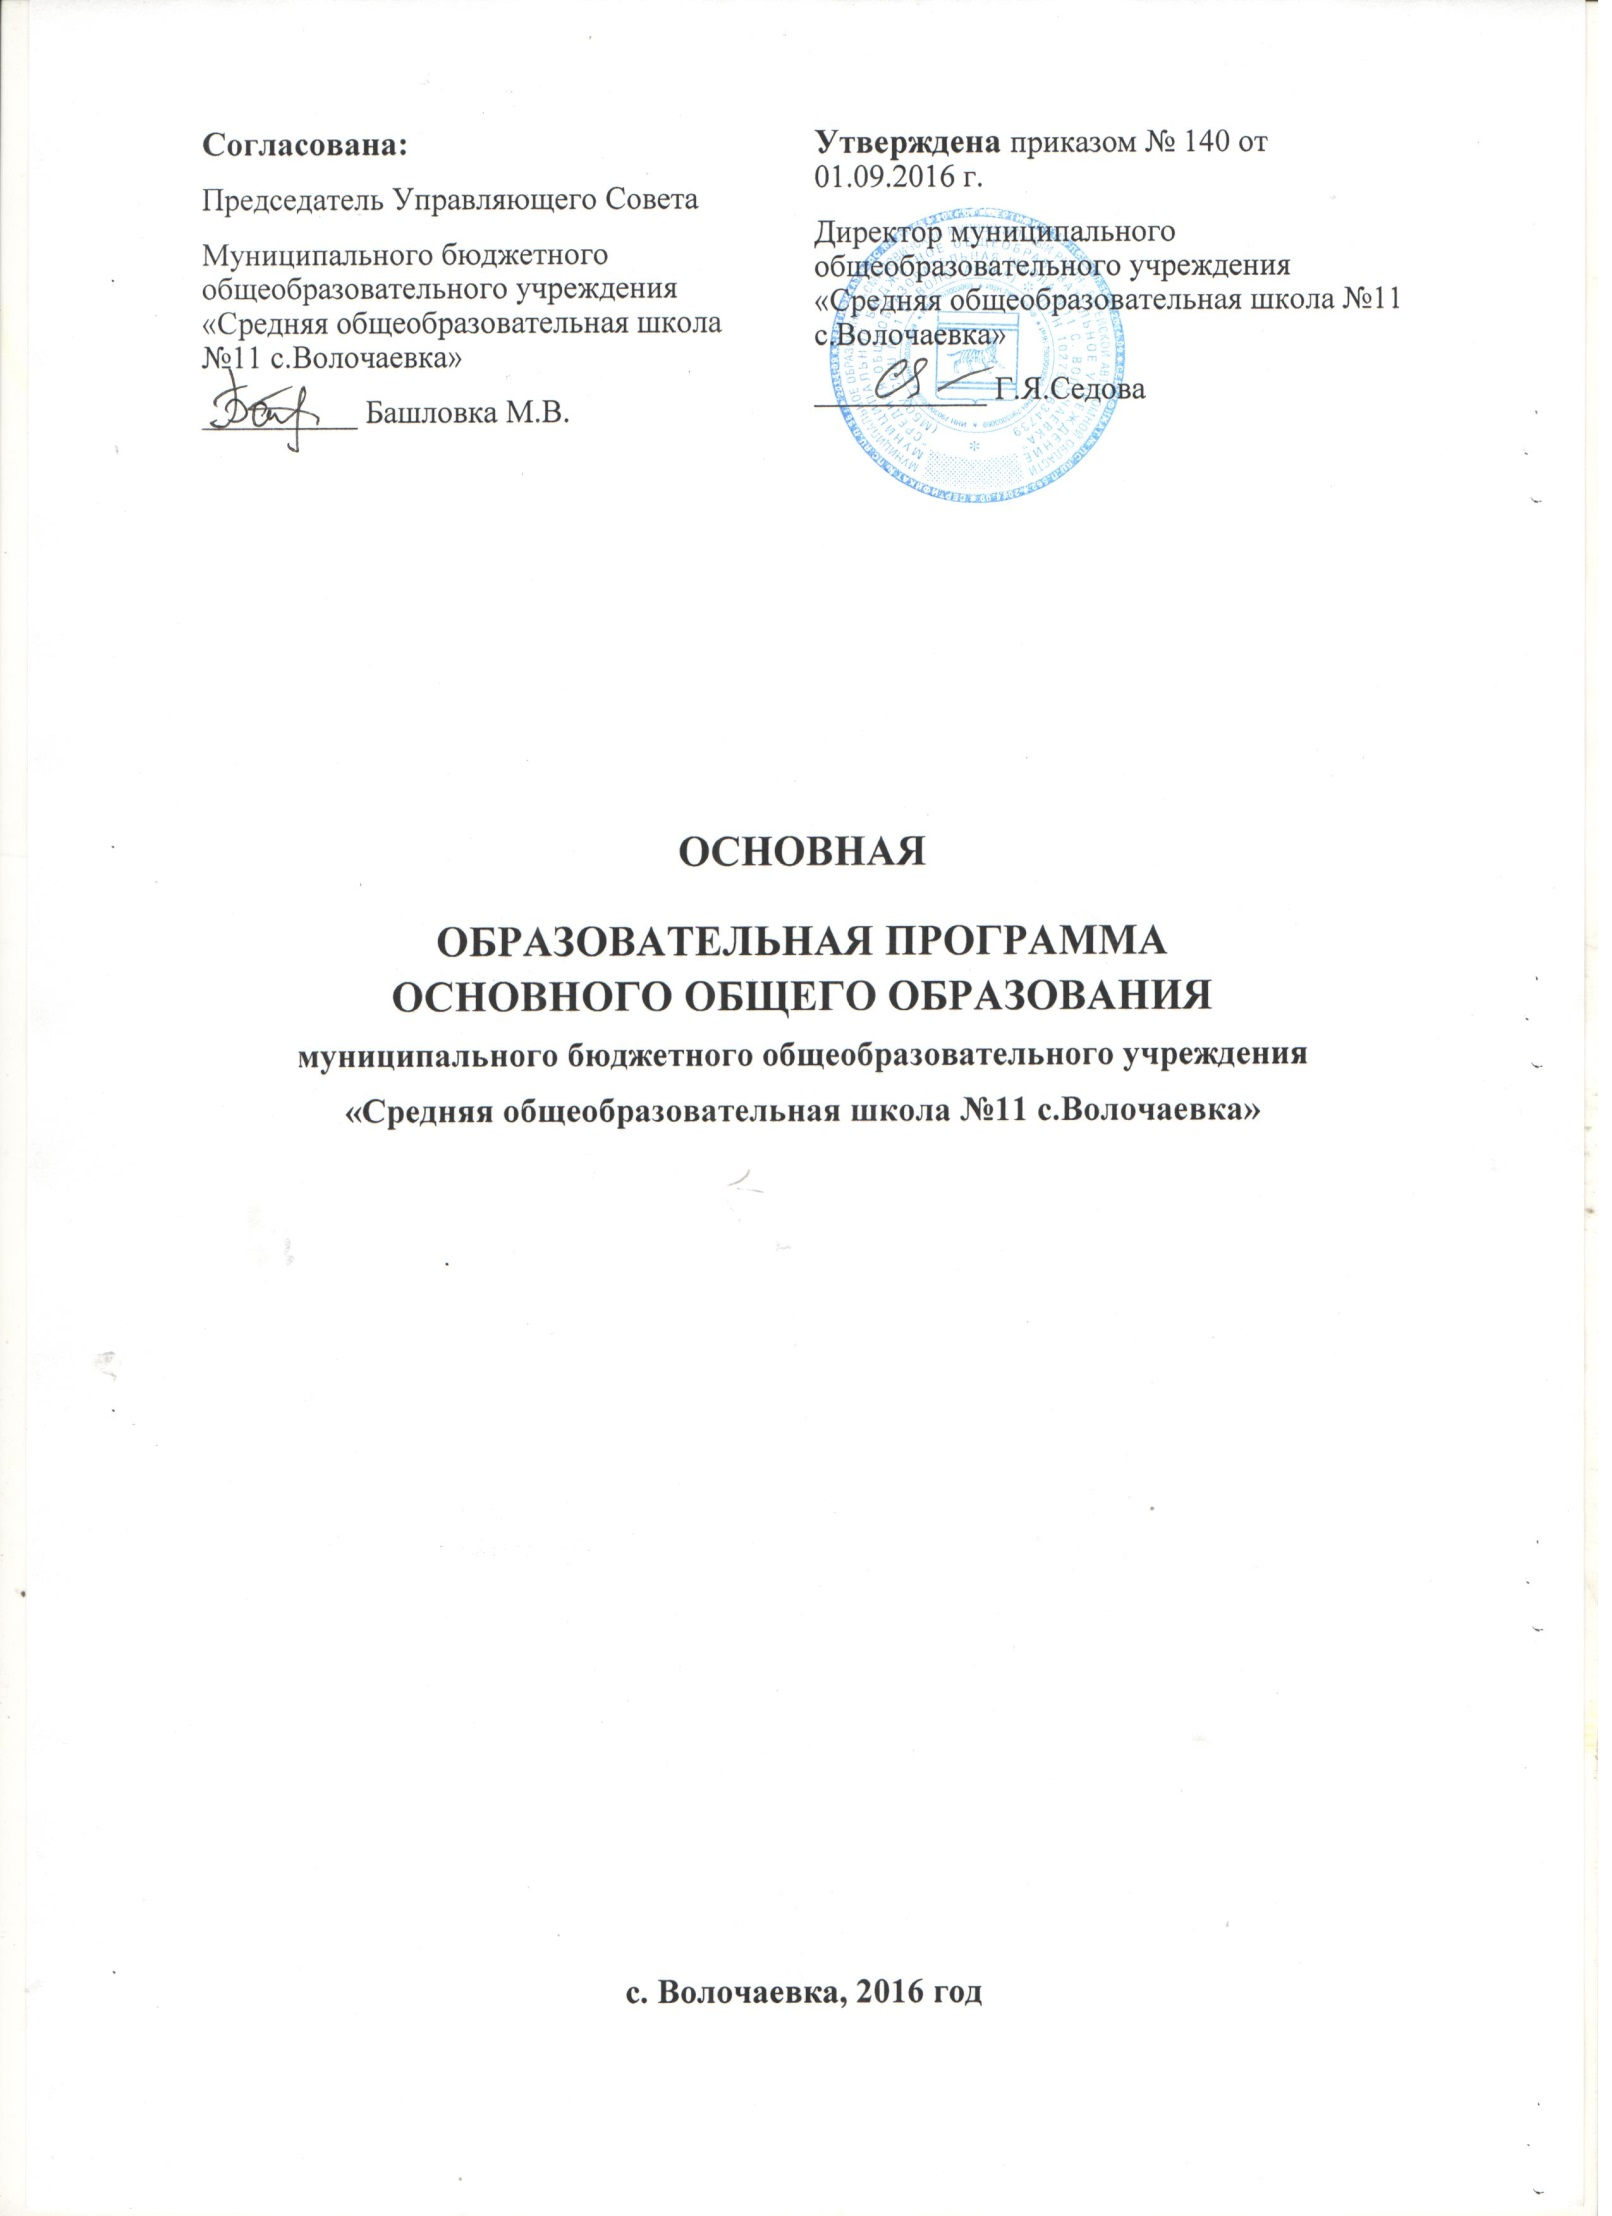 Согласована:
Председатель Управляющего Совета
Муниципального бюджетного
общеобразовательного учреждения
«Средняя общеобразовательная школа
№11 с.Волочаевка»
Башловка М.В.
Утверждена приказом № 140 от
01.09.2016 г.
Директор муниципального
общеобразовательного учреждения
«Средняя общеобразовательная школа №11
с.Волочаевка»
Г.Я.Седова
ОСНОВНАЯ
ОБРАЗОВАТЕЛЬНАЯ ПРОГРАММА
ОСНОВНОГО ОБЩЕГО ОБРАЗОВАНИЯ
муниципального бюджетного общеобразовательного учреждения
«Средняя общеобразовательная школа №11 с.Волочаевка»
с. Волочаевка, 2016 год